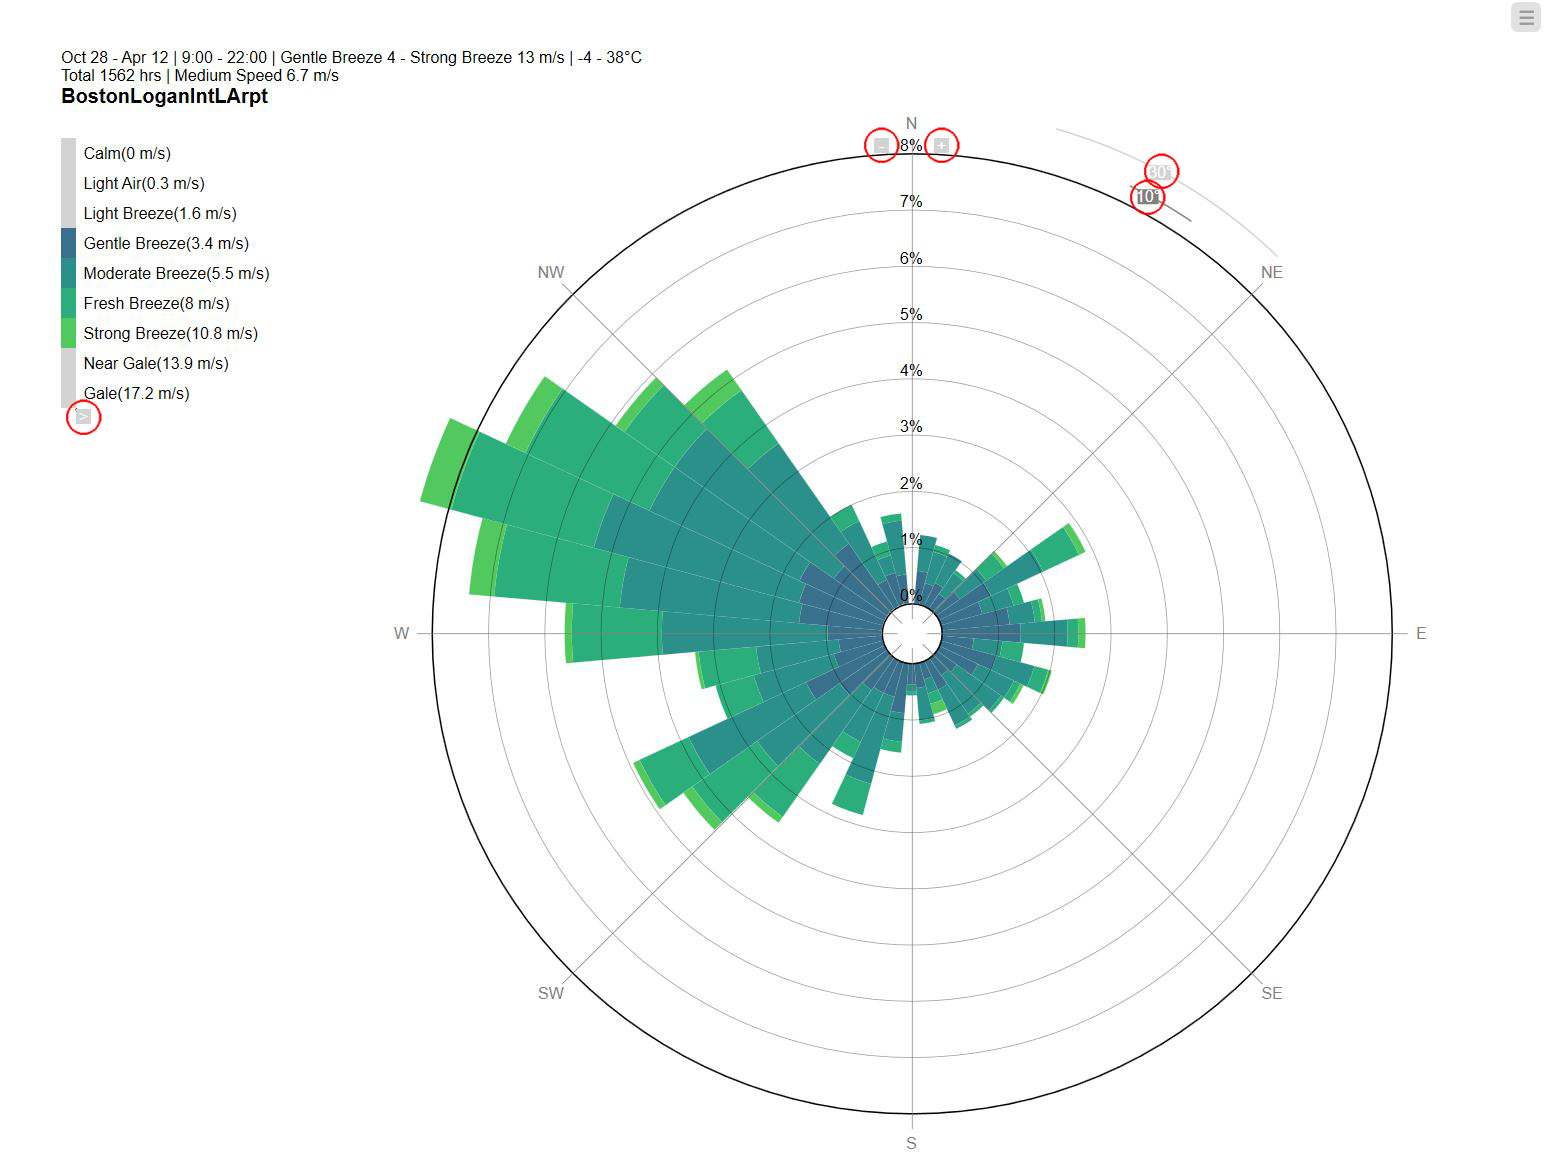 ☰
Oct 28 - Apr 12 | 9:00 - 22:00 | Gentle Breeze 4 - Strong Breeze 13 m/s | -4 - 38°C
Total 1562 hrs | Medium Speed 6.7 m/s
BostonLoganIntLArpt
Calm(0 m/s)
Light Air(0.3 m/s)
Light Breeze(1.6 m/s)
Gentle Breeze(3.4 m/s)
Moderate Breeze(5.5 m/s)
Fresh Breeze(8 m/s)
Strong Breeze(10.8 m/s)
Near Gale(13.9 m/s)
Gale(17.2 m/s)
>
N
- 8% +
30°
10°
7%
6%
NW
NE
5%
4%
3%
2%
1%
0%
W
E
SW
SE
S